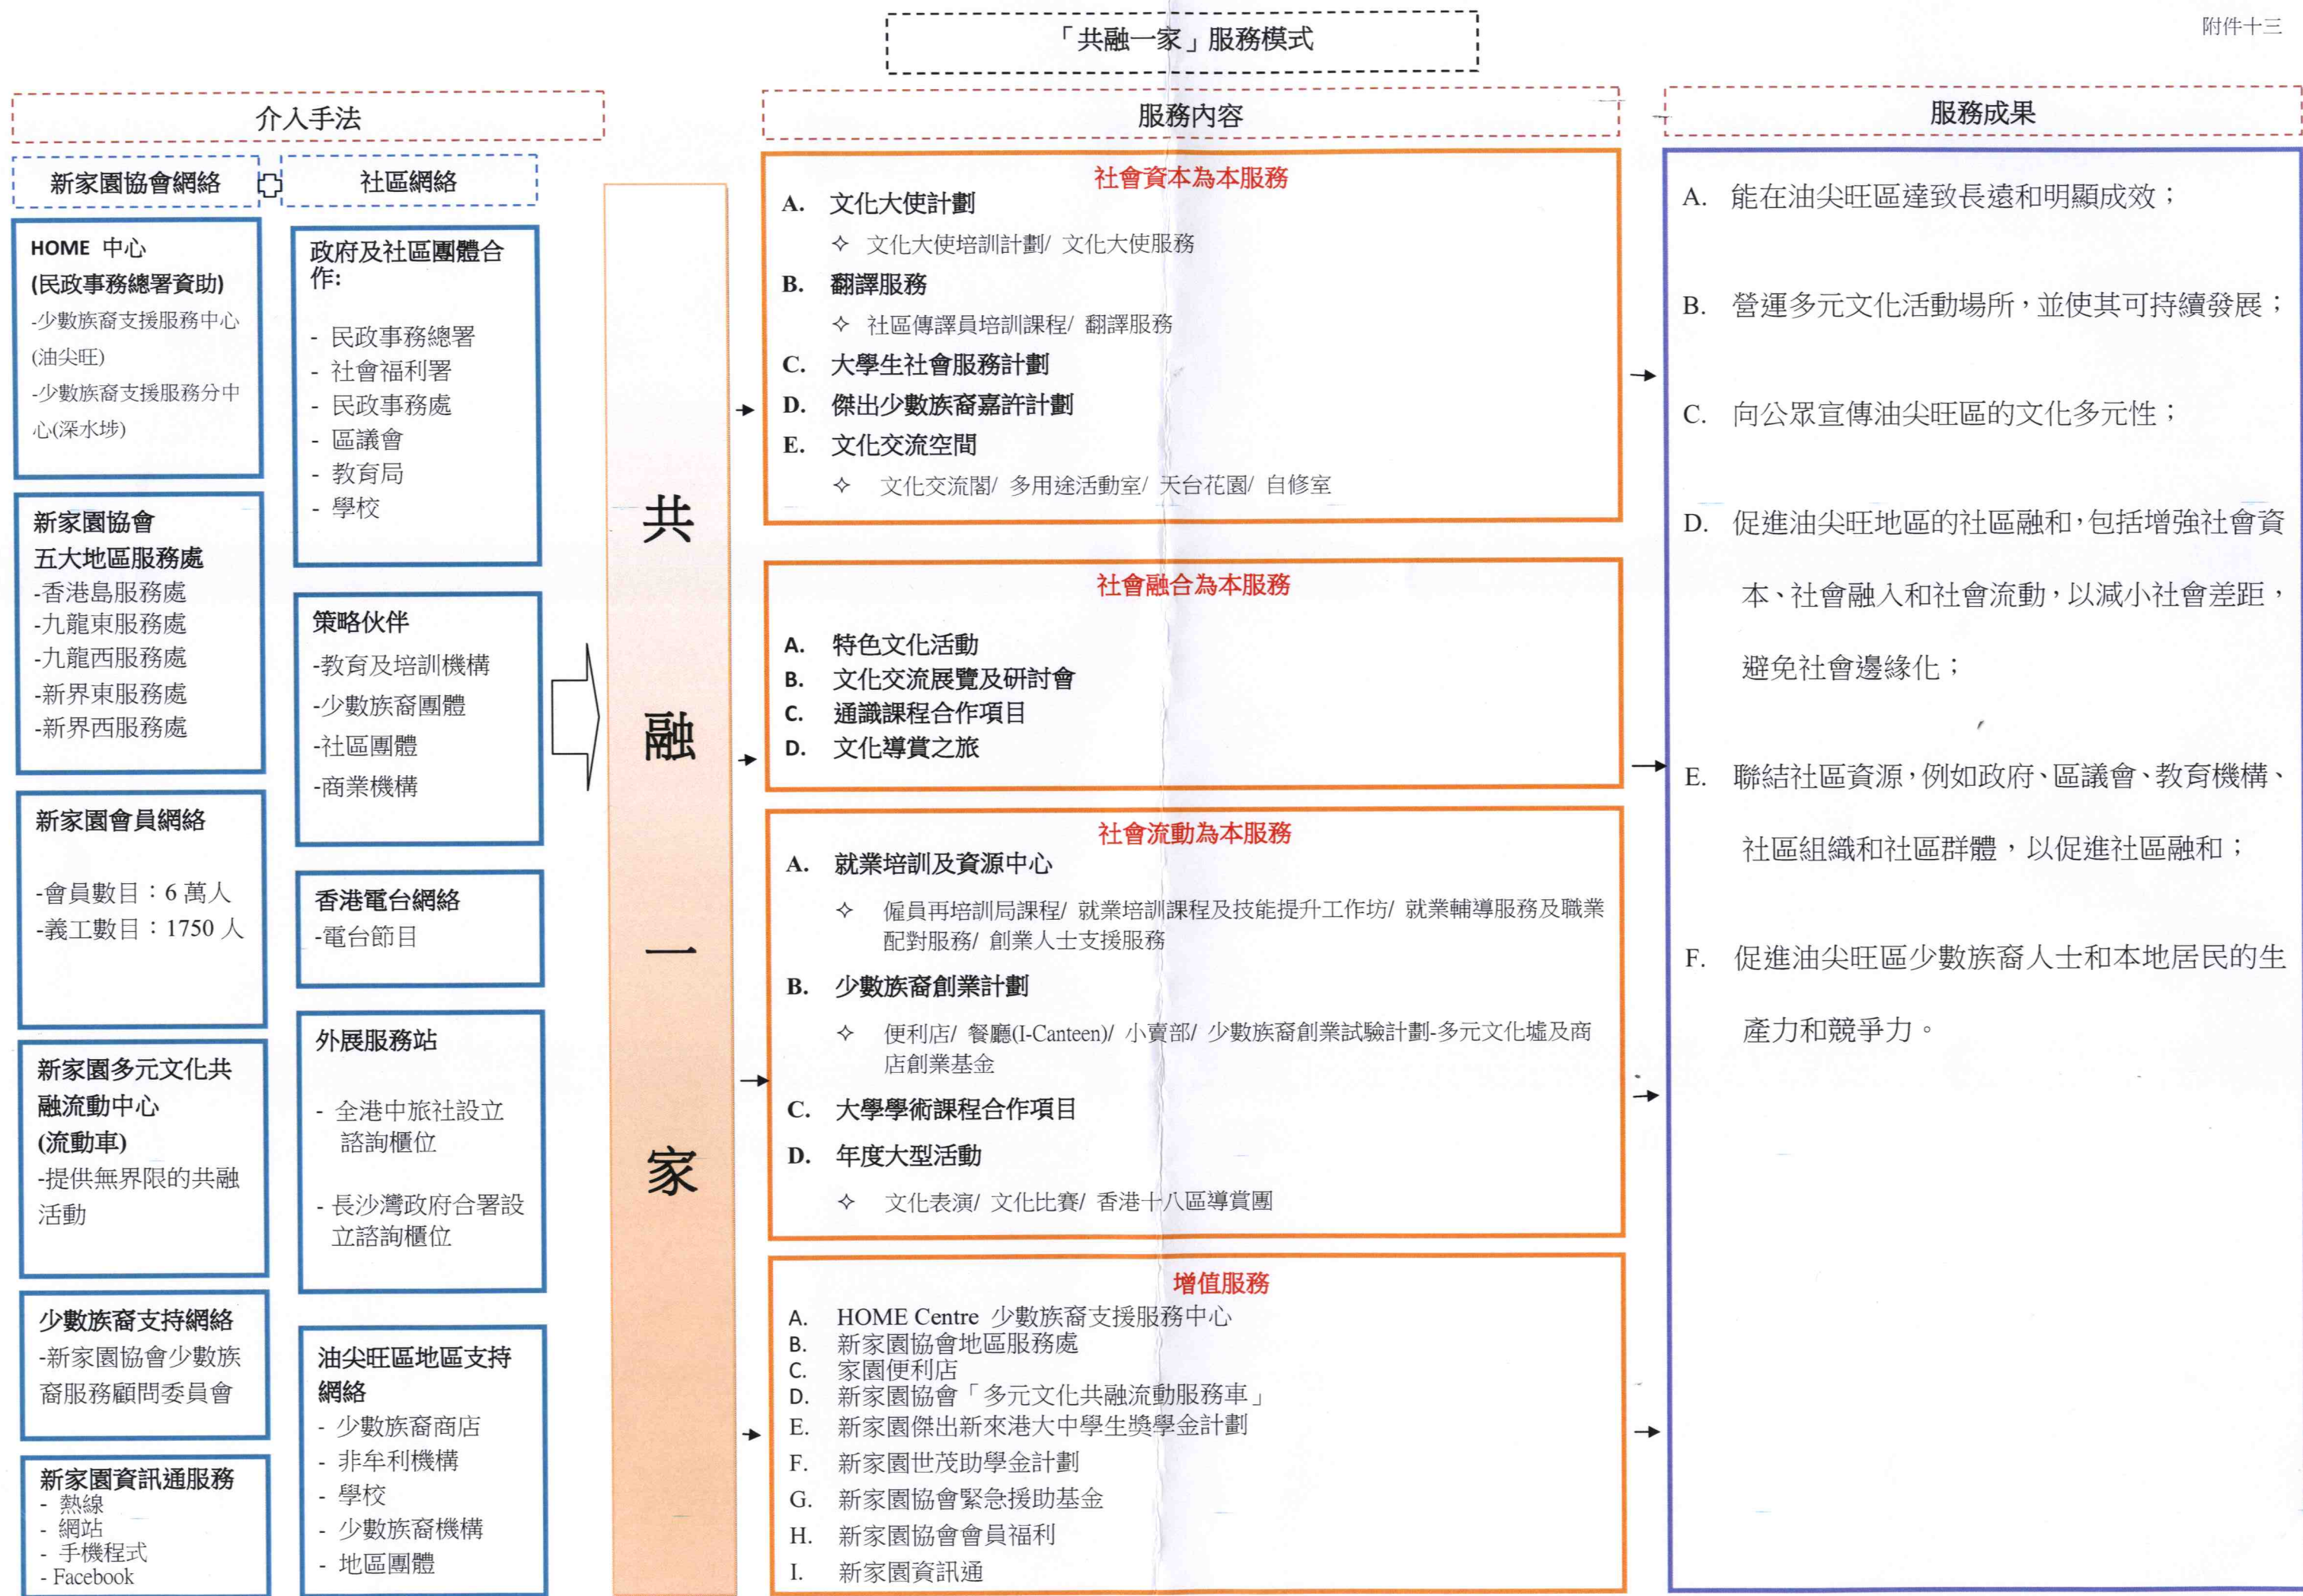 附件十三
「共融一家」服務模式
介入手法
新家園協會網絡
社區網絡
HOME 中心
(民政事務總署資助)
-少數族裔支援服務中心
(油尖旺)
-少數族裔支援服務分中
心(深水埗)
新家園協會
五大地區服務處
-香港島服務處
-九龍東服務處
-九龍西服務處
-新界東服務處
-新界西服務處
新家園會員網絡
-會員數目：6 萬人
-義工數目：1750 人
新家園多元文化共
融流動中心
(流動車)
-提供無界限的共融
活動
少數族裔支持網絡
-新家園協會少數族
裔服務顧問委員會
新家園資訊通服務
- 熱線
- 網站
- 手機程式
- Facebook
政府及社區團體合
作:
- 民政事務總署
- 社會福利署
- 民政事務處
- 區議會
- 教育局
- 學校
策略伙伴
-教育及培訓機構
-少數族裔團體
-社區團體
-商業機構
香港電台網絡
-電台節目
外展服務站
- 全港中旅社設立
諮詢櫃位
- 長沙灣政府合署設
立諮詢櫃位
油尖旺區地區支持
網絡
- 少數族裔商店
- 非牟利機構
- 學校
- 少數族裔機構
- 地區團體
共
融
一
家
服務內容
社會資本為本服務
A. 文化大使計劃
✧ 文化大使培訓計劃/ 文化大使服務
B. 翻譯服務
✧ 社區傳譯員培訓課程/ 翻譯服務
C. 大學生社會服務計劃
D. 傑出少數族裔嘉許計劃
E. 文化交流空間
✧ 文化交流閣/ 多用途活動室/ 天台花園/ 自修室
社會融合為本服務
A. 特色文化活動
B. 文化交流展覽及研討會
C. 通識課程合作項目
D. 文化導賞之旅
社會流動為本服務
A. 就業培訓及資源中心
✧ 僱員再培訓局課程/ 就業培訓課程及技能提升工作坊/ 就業輔導服務及職業
配對服務/ 創業人士支援服務
B. 少數族裔創業計劃
✧ 便利店/ 餐廳(I-Canteen)/ 小賣部/ 少數族裔創業試驗計劃-多元文化墟及商
店創業基金
C. 大學學術課程合作項目
D. 年度大型活動
✧ 文化表演/ 文化比賽/ 香港十八區導賞團
增值服務
A. HOME Centre 少數族裔支援服務中心
B. 新家園協會地區服務處
C. 家園便利店
D. 新家園協會「多元文化共融流動服務車」
E. 新家園傑出新來港大中學生獎學金計劃
F. 新家園世茂助學金計劃
G. 新家園協會緊急援助基金
H. 新家園協會會員福利
I. 新家園資訊通
服務成果
A. 能在油尖旺區達致長遠和明顯成效；
B. 營運多元文化活動場所，並使其可持續發展；
C. 向公眾宣傳油尖旺區的文化多元性；
D. 促進油尖旺地區的社區融和，包括增強社會資
本、社會融入和社會流動，以減小社會差距，
避免社會邊緣化；
E. 聯結社區資源，例如政府、區議會、教育機構、
社區組織和社區群體，以促進社區融和；
F. 促進油尖旺區少數族裔人士和本地居民的生
產力和競爭力。